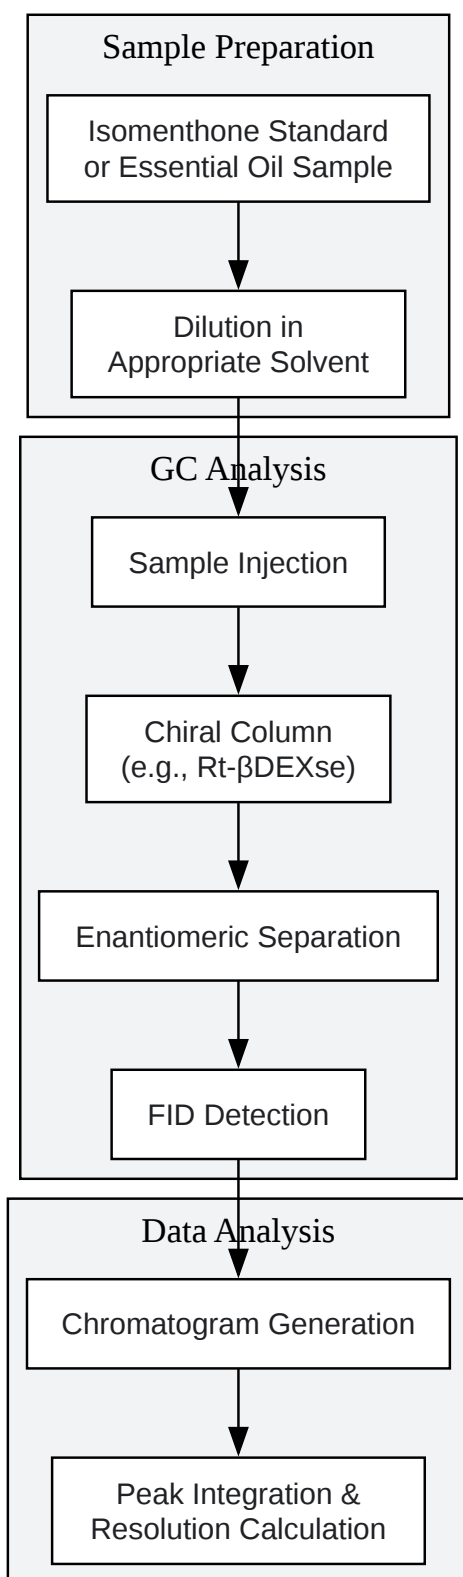 Sample Preparation
Isomenthone Standard
or Essential Oil Sample
Dilution in
Appropriate Solvent
GC Analysis
Sample Injection
Chiral Column
(e.g., Rt-βDEXse)
Enantiomeric Separation
FID Detection
Data Analysis
Chromatogram Generation
Peak Integration &
Resolution Calculation